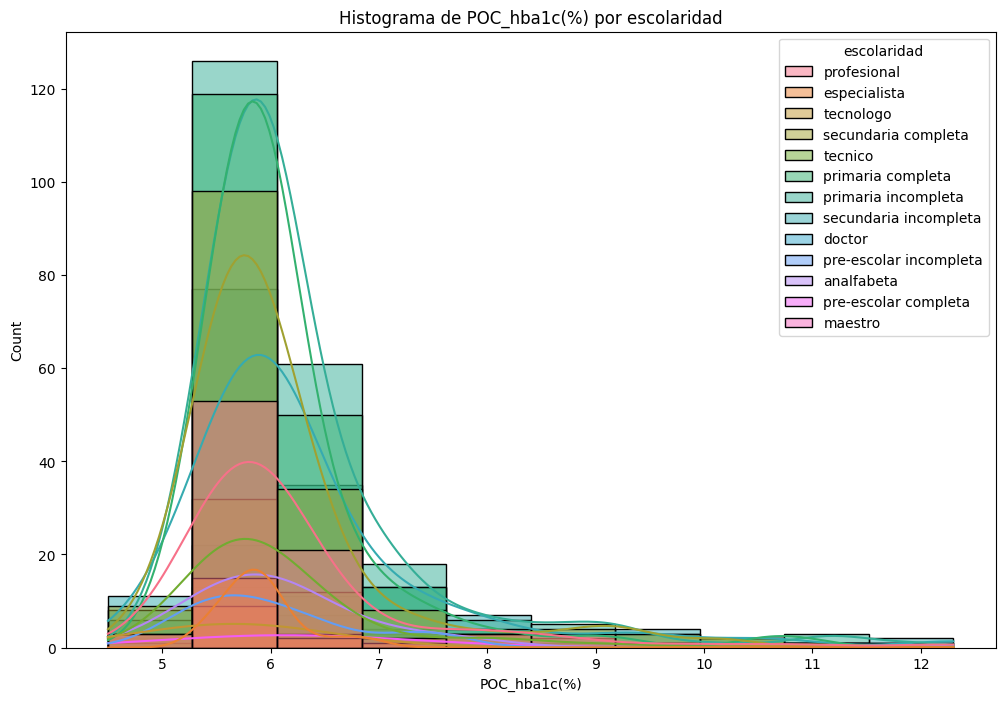 Histograma de POC_hba1c(%) por escolaridad
escolaridad
profesional
especialista
tecnologo
secundaria completa
tecnico
primaria completa
primaria incompleta
secundaria incompleta
doctor
pre-escolar incompleta
analfabeta
pre-escolar completa
maestro
Count
120
100
80
60
40
20
0
5 6 7 8 9 10 11 12
POC_hba1c(%)